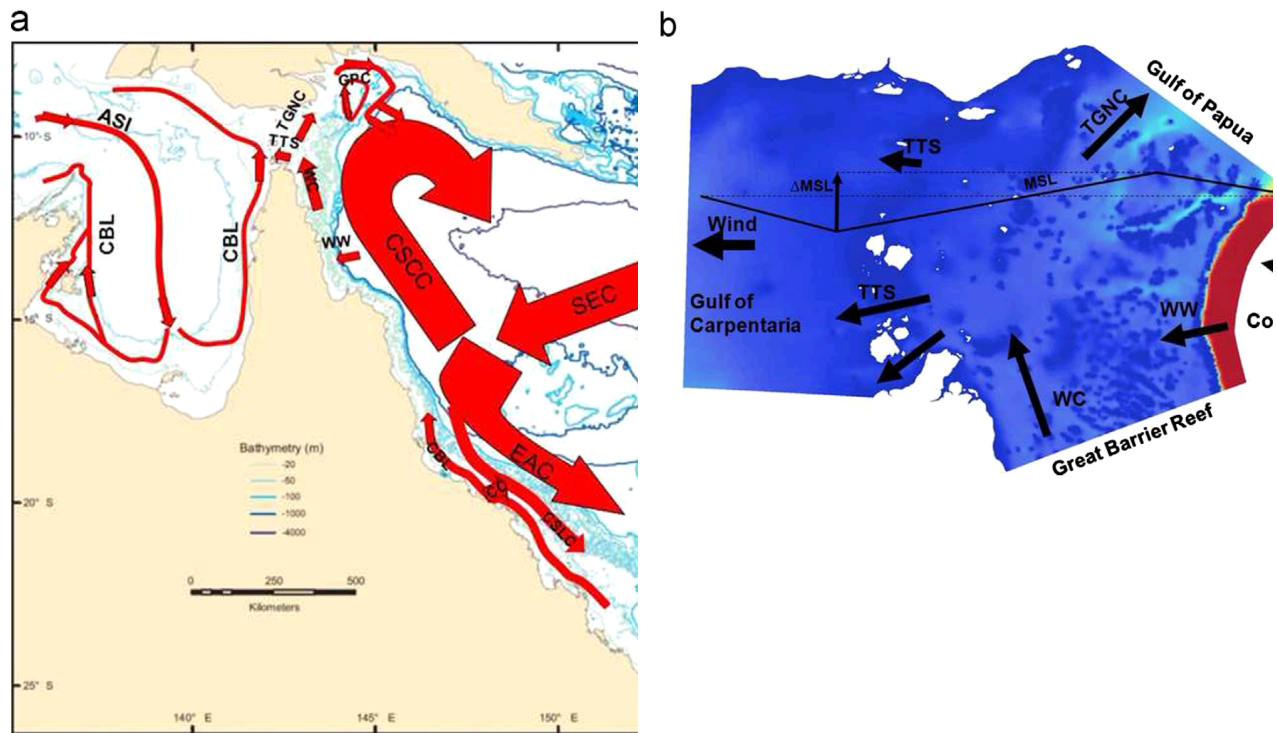 a
GPC
ASI
10° S
TGNC
TTS
WC
CBL
CBL
WW
CSCC
SEC
15° S
CBL
EAC
Bathymetry (m)
-20
-50
-100
-1000
-4000
20° S
CSLC
0 250 500
Kilometers
25° S
140° E 145° E 150° E
b
Gulf of Papua
TGNC
TTS
ΔMSL
MSL
Wind
TTS
Gulf of
Carpentaria
WW
Co
WC
Great Barrier Reef